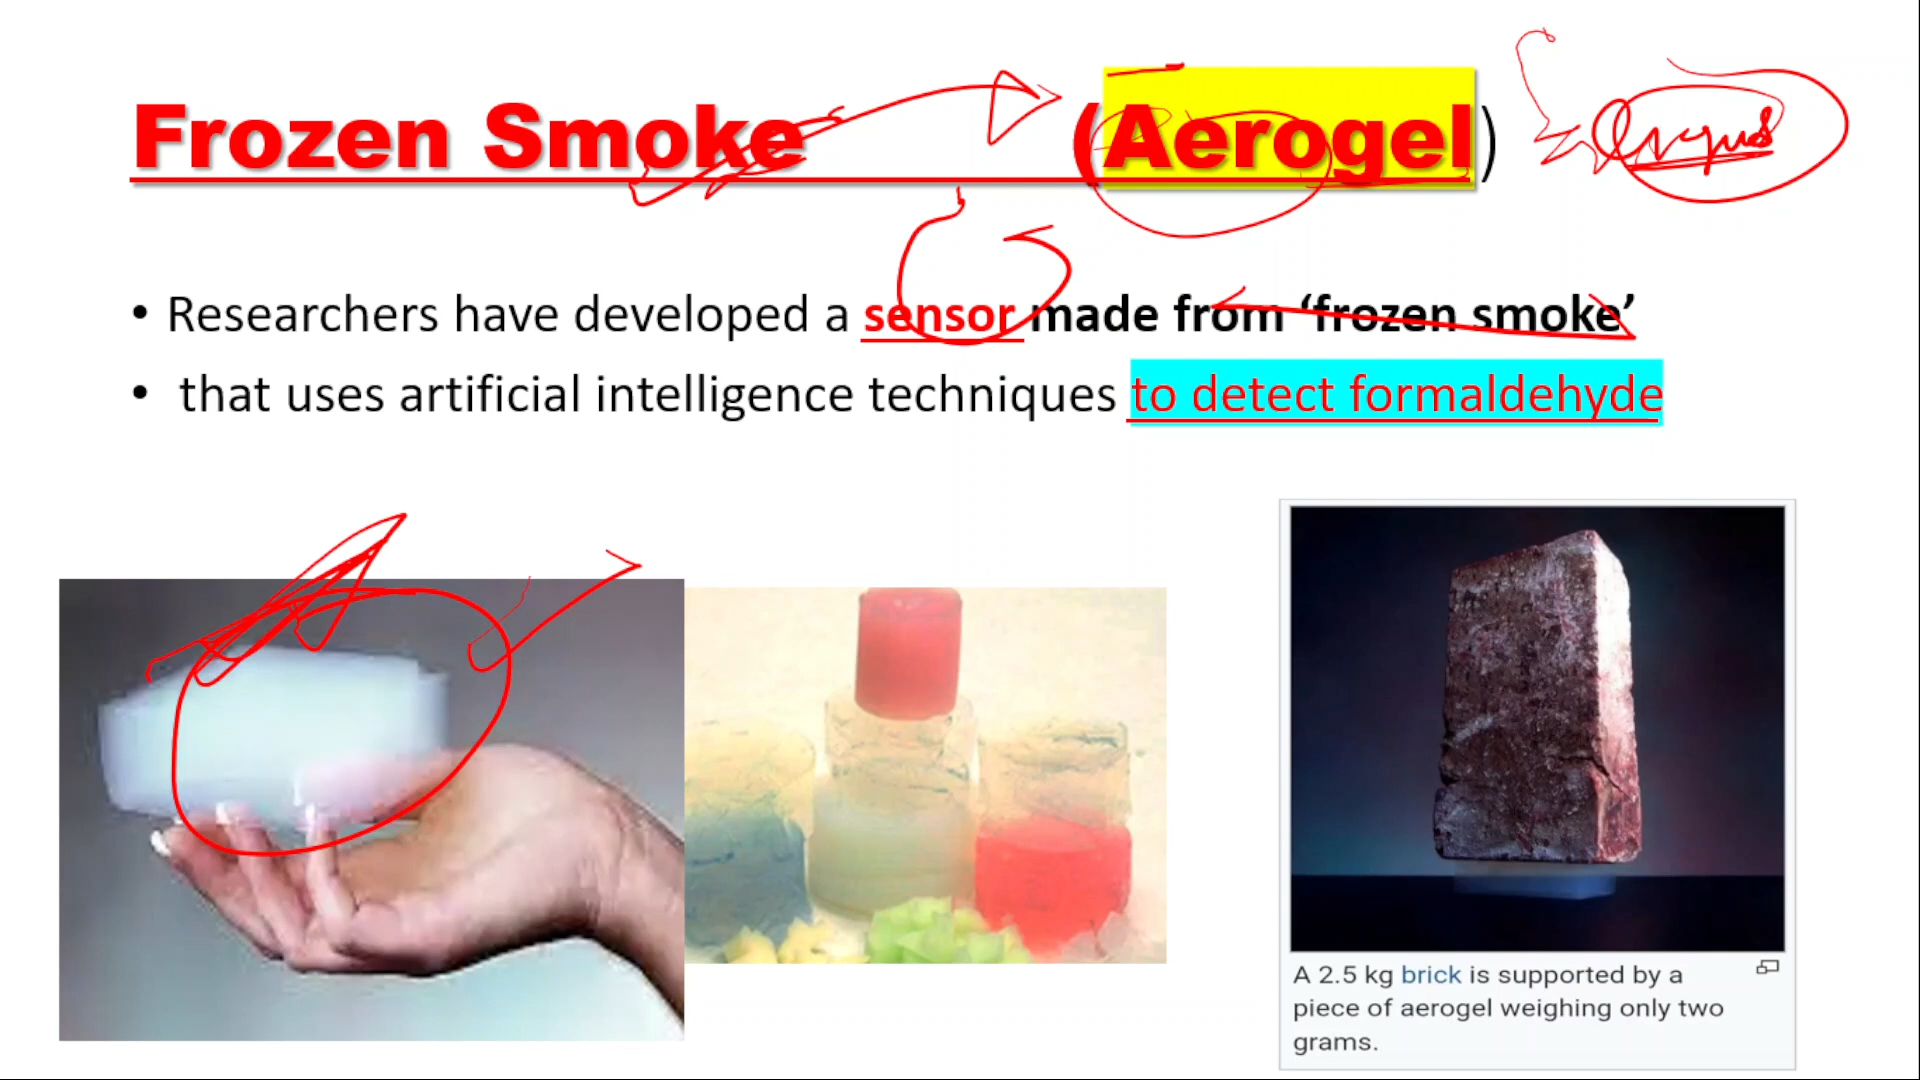 Frozen Smoke (Aerogel)
• Researchers have developed a sensor made from ‘frozen smoke’
• that uses artificial intelligence techniques to detect formaldehyde
A 2.5 kg brick is supported by a
piece of aerogel weighing only two
grams.